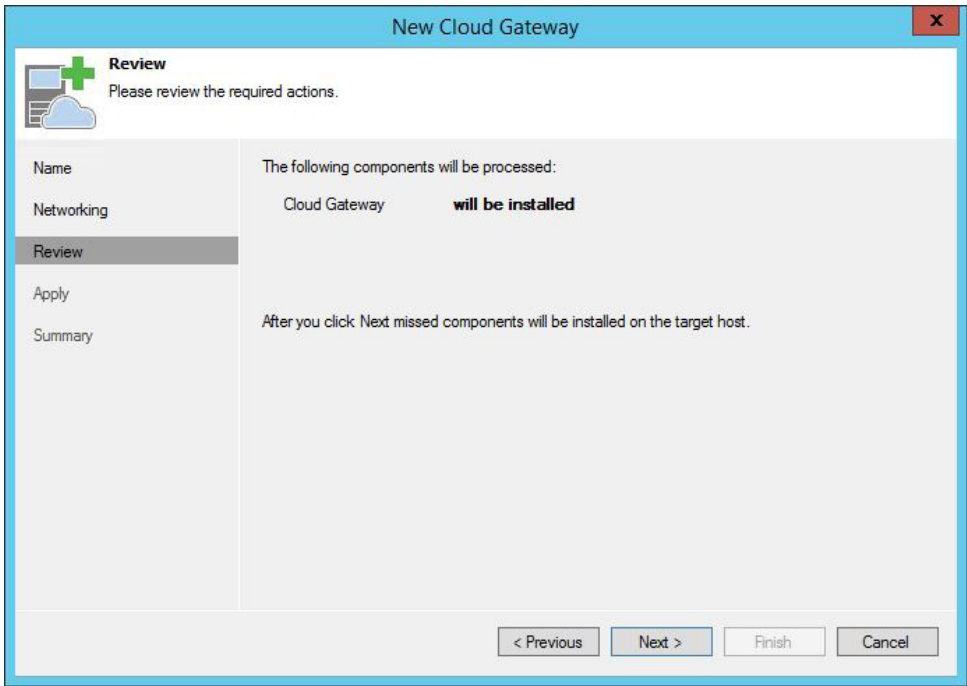 New Cloud Gateway
X
Review
Please review the required actions.
Name
Networking
Review
Apply
Summary
The following components will be processed:
Cloud Gateway will be installed
After you click Next missed components will be installed on the target host.
< Previous Next > Finish Cancel